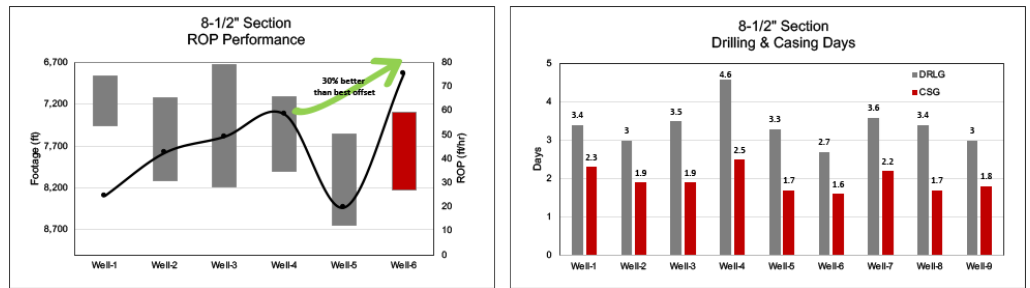 8-1/2" Section
ROP Performance
6,700
7,200
7,700
8,200
8,700
Footage (ft)
30% better
than best offset
80
70
60
50
40
30
20
10
0
ROP (ft/hr)
Well-1 Well-2 Well-3 Well-4 Well-5 Well-6
8-1/2" Section
Drilling & Casing Days
DRLG
CSG
5
4
3
2
1
0
Days
3.4 2.3 3 1.9 3.5 1.9 4.6 2.5 3.3 1.7 2.7 1.6 3.6 2.2 3.4 1.7 3 1.8
Well-1 Well-2 Well-3 Well-4 Well-5 Well-6 Well-7 Well-8 Well-9